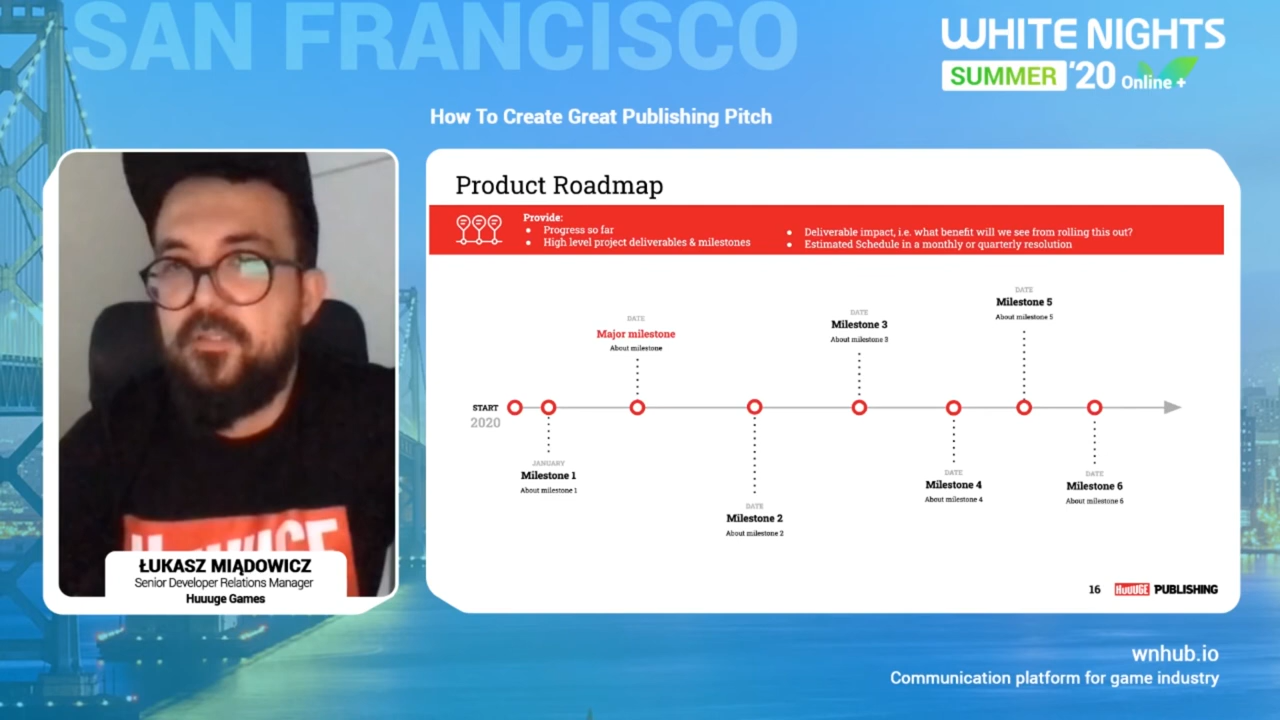 SAN FRANCISCO
WHITE NIGHTS
SUMMER '20 Online +
How To Create Great Publishing Pitch
Product Roadmap
Provide:
• Progress so far
• High level project deliverables & milestones
• Deliverable impact, i.e. what benefit will we see from rolling this out?
• Estimated Schedule in a monthly or quarterly resolution
START
2020
JANUARY
Milestone 1
About milestone 1
DATE
Major milestone
About milestone
DATE
Milestone 2
About milestone 2
DATE
Milestone 3
About milestone 3
DATE
Milestone 4
About milestone 4
DATE
Milestone 5
About milestone 5
DATE
Milestone 6
About milestone 6
16 HUUUGE PUBLISHING
HUUUGE
ŁUKASZ MIĄDOWICZ
Senior Developer Relations Manager
Huuuge Games
wnhub.io
Communication platform for game industry